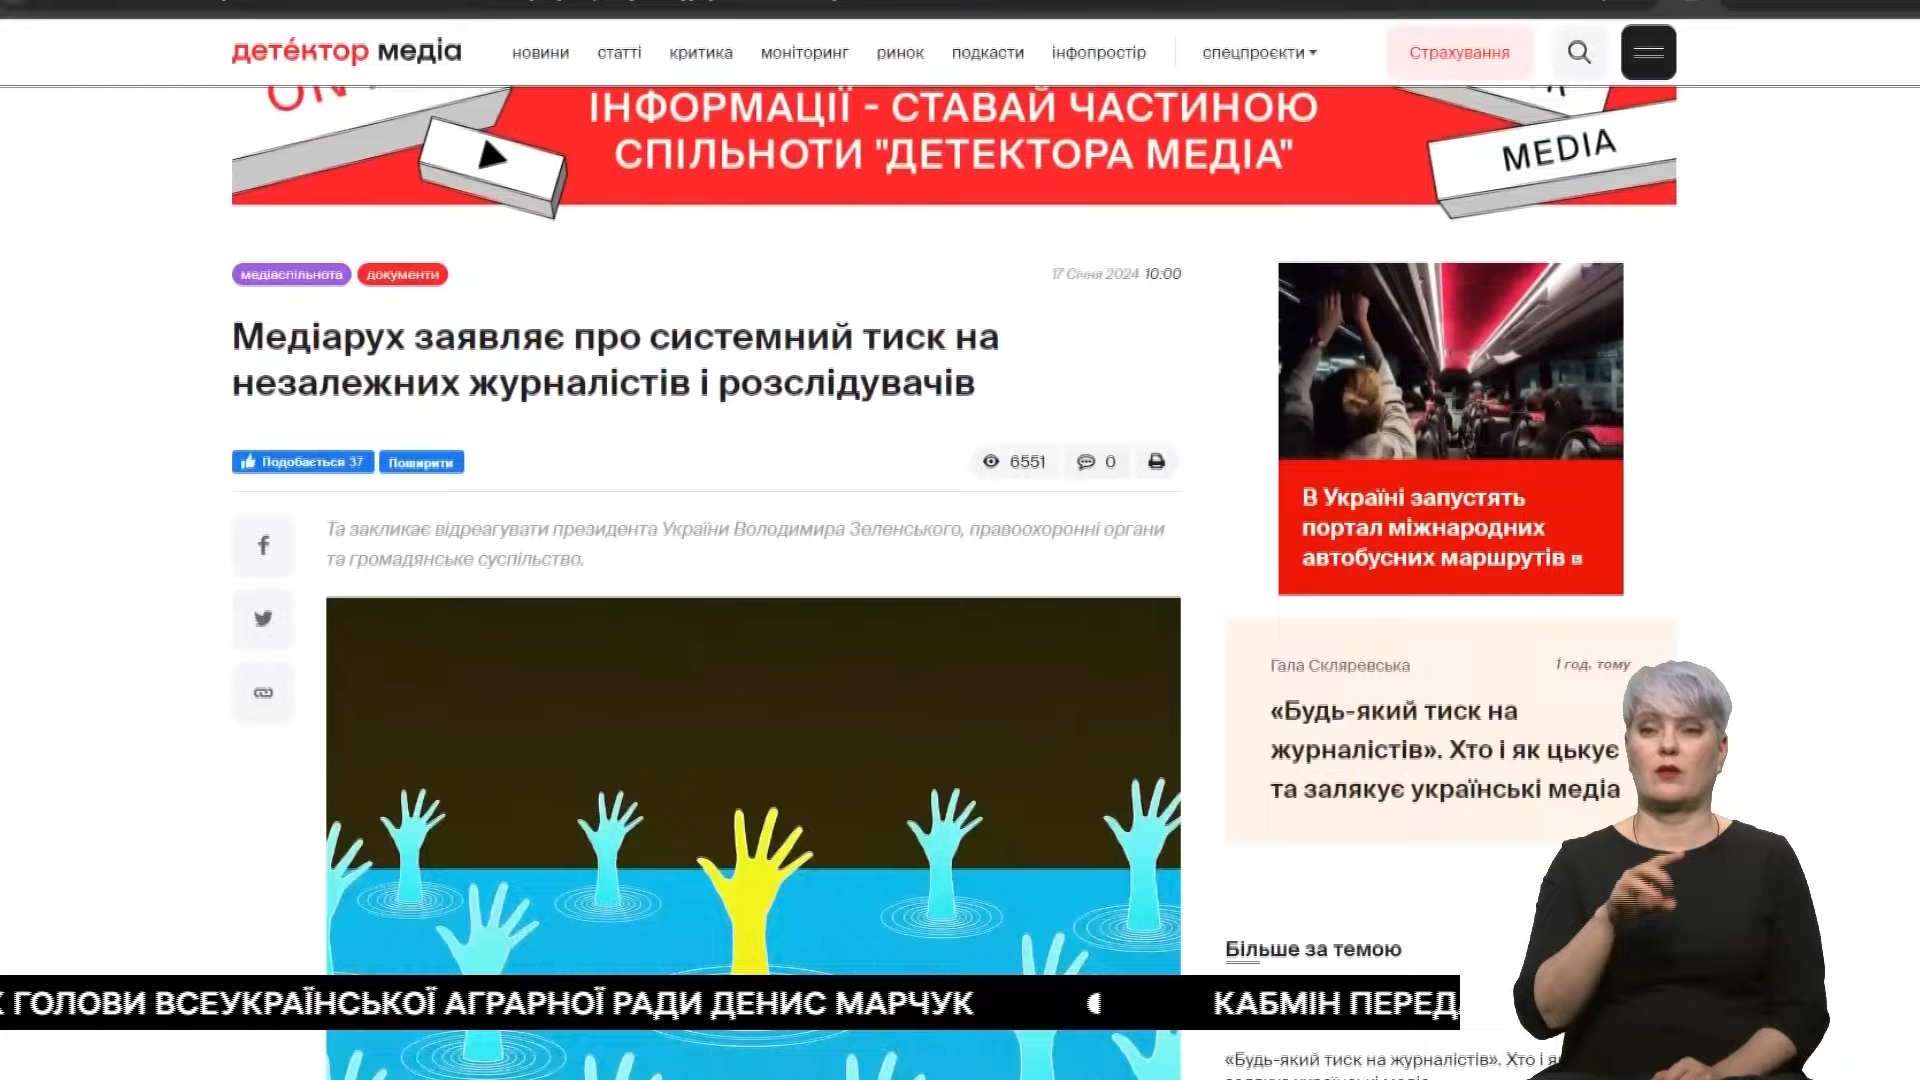 детектор медіа
новини статті критика моніторинг ринок подкасти інфопростір спецпроєкти Страхування
ІНФОРМАЦІЇ - СТАВАЙ ЧАСТИНОЮ
СПІЛЬНОТИ "ДЕТЕКТОРА МЕДІА"
MEDIA
медіаспільнота документи
17 Січня 2024 10:00
Медіарух заявляє про системний тиск на
незалежних журналістів і розслідувачів
Подобається 37 Поширити
6551 0
Та закликає відреагувати президента України Володимира Зеленського, правоохоронні органи
та громадянське суспільство.
В Україні запустять
портал міжнародних
автобусних маршрутів
Гала Скляревська 1 год. тому
«Будь-який тиск на
журналістів». Хто і як цькує
та залякує українські медіа
Більше за темою
ГОЛОВИ ВСЕУКРАЇНСЬКОЇ АГРАРНОЇ РАДИ ДЕНИС МАРЧУК КАБМІН ПЕРЕД
«Будь-який тиск на журналістів». Хто і